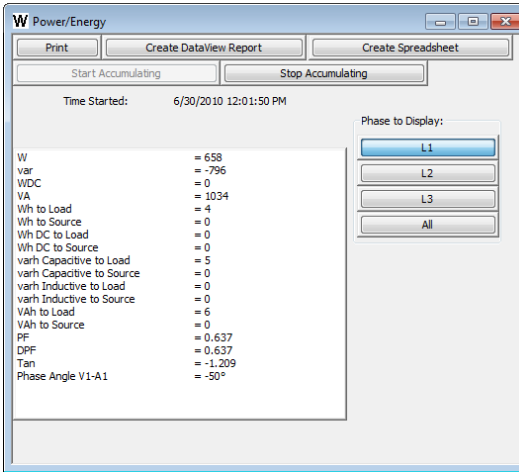 W Power/Energy
Print Create DataView Report Create Spreadsheet
Start Accumulating Stop Accumulating
Time Started: 6/30/2010 12:01:50 PM
Phase to Display:
L1
L2
L3
All
W = 658
var = -796
WDC = 0
VA = 1034
Wh to Load = 4
Wh to Source = 0
Wh DC to Load = 0
Wh DC to Source = 0
varh Capacitive to Load = 5
varh Capacitive to Source = 0
varh Inductive to Load = 0
varh Inductive to Source = 0
VAh to Load = 6
VAh to Source = 0
PF = 0.637
DPF = 0.637
Tan = -1.209
Phase Angle V1-A1 = -50°